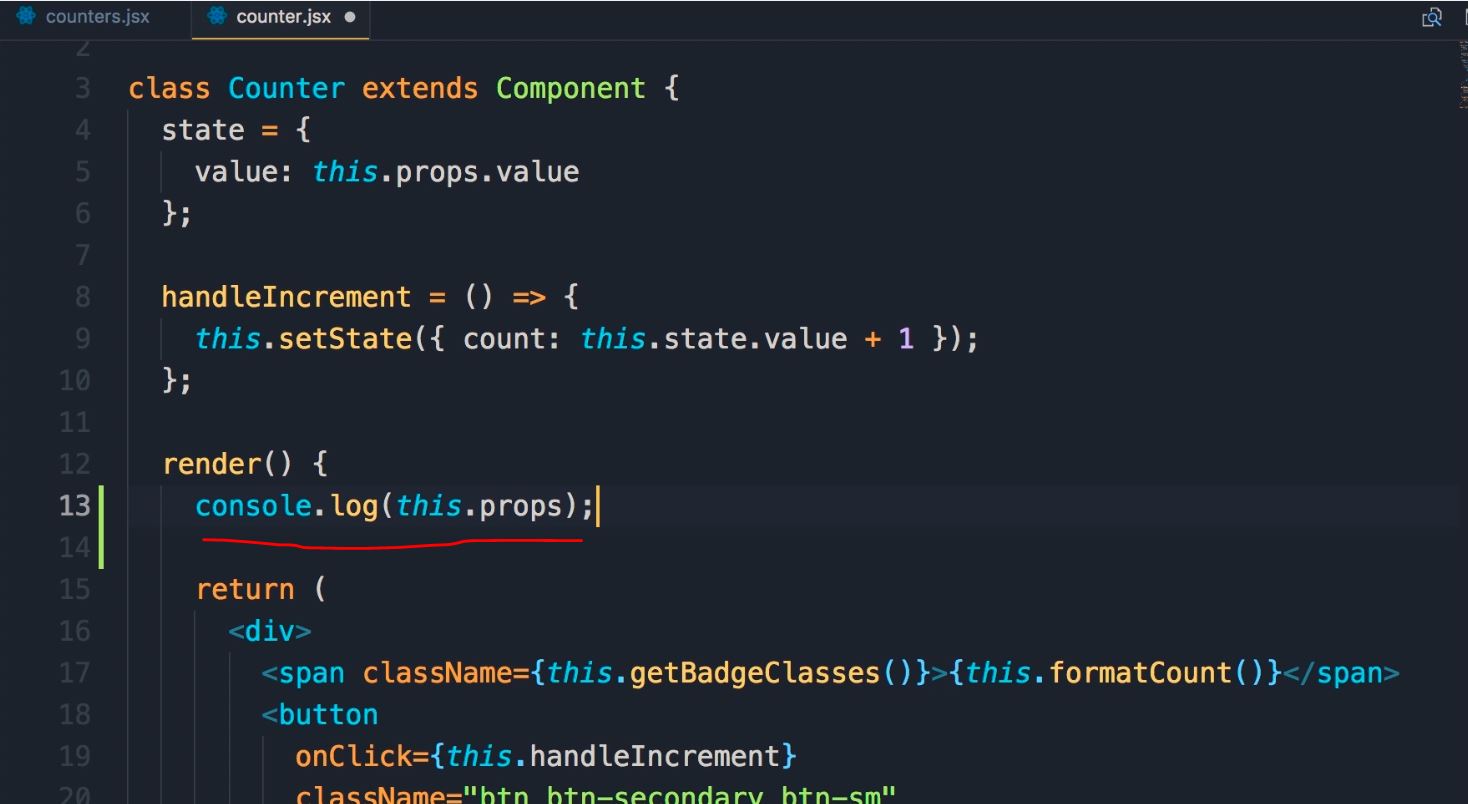 counters.jsx counter.jsx
2
3 class Counter extends Component {
4 state = {
5 value: this.props.value
6 };
7
8 handleIncrement = () => {
9 this.setState({ count: this.state.value + 1 });
10 };
11
12 render() {
13 console.log(this.props);
14
15 return (
16 <div>
17 <span className={this.getBadgeClasses()}>{this.formatCount()}</span>
18 <button
19 onClick={this.handleIncrement}
20 className="btn btn-secondary btn-sm"